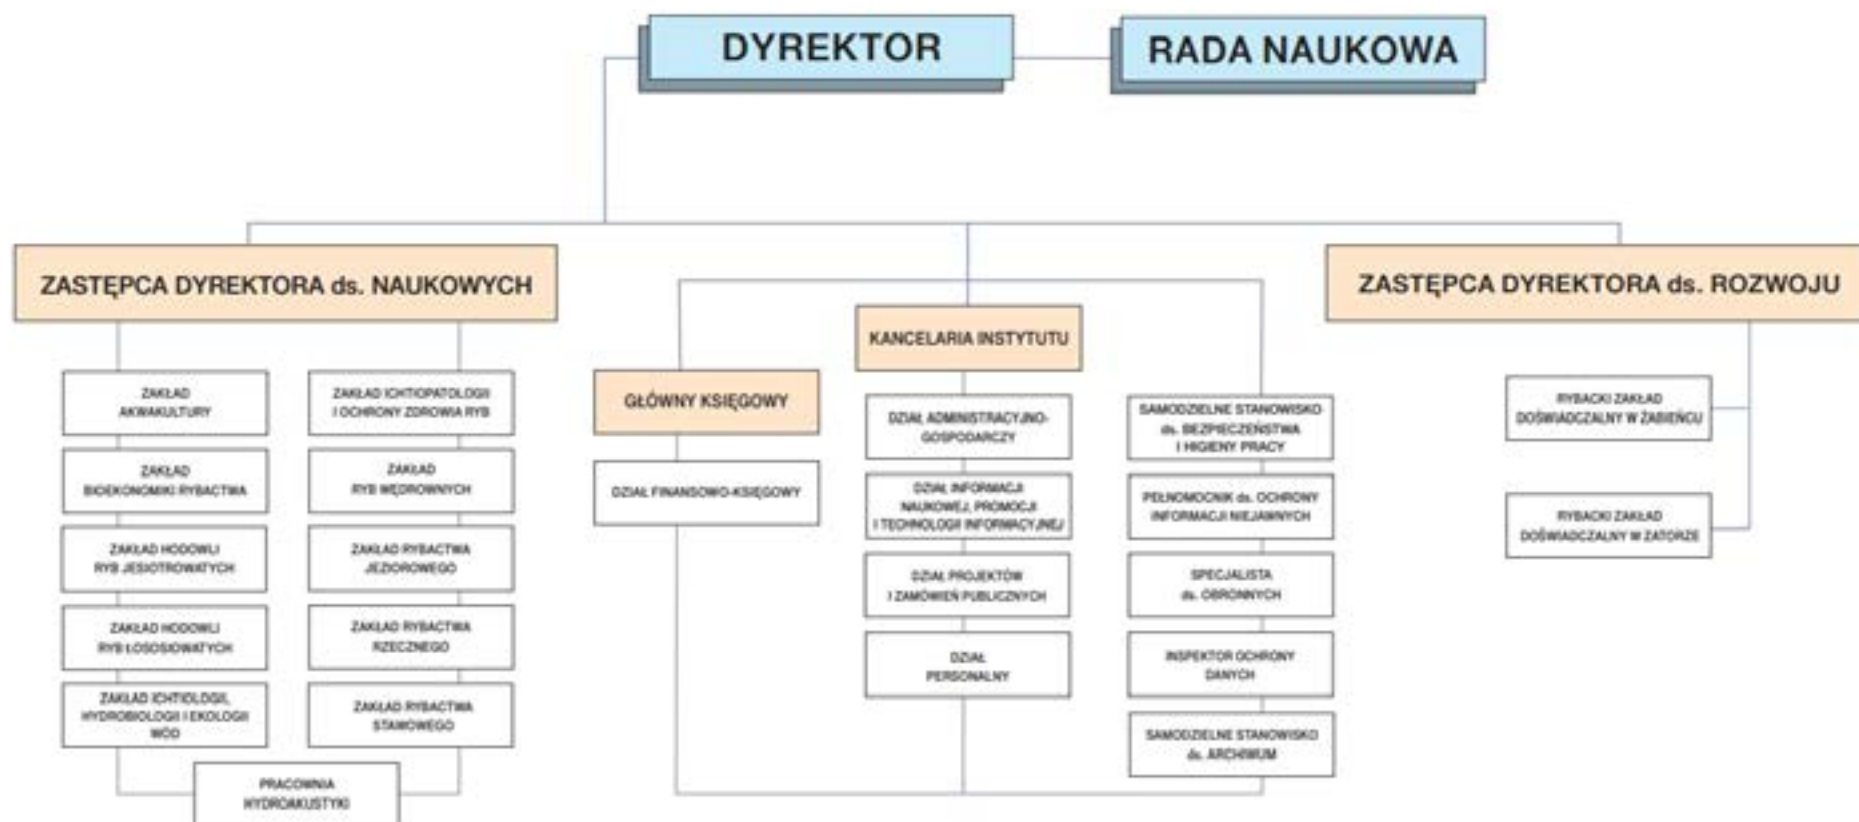 DYREKTOR
RADA NAUKOWA
ZASTĘPCA DYREKTORA ds. NAUKOWYCH
ZAKŁAD
AKWAKULTURY
ZAKŁAD
BIOEKONOMIKI RYBACTWA
ZAKŁAD HODOWLI
RYB JESIOTROWATYCH
ZAKŁAD HODOWLI
RYB ŁOSOSIOWATYCH
ZAKŁAD ICHTIOLOGII,
HYDROBIOLOGII I EKOLOGII
WÓD
ZAKŁAD ICHTIOPATOLOGII
I OCHRONY ZDROWIA RYB
ZAKŁAD
RYB WĘDROWNYCH
ZAKŁAD RYBACTWA
JEZIOROWEGO
ZAKŁAD RYBACTWA
RZECZNEGO
ZAKŁAD RYBACTWA
STAWOWEGO
PRACOWNIA
HYDROAKUSTYKI
GŁÓWNY KSIĘGOWY
DZIAŁ FINANSOWO-KSIĘGOWY
KANCELARIA INSTYTUTU
DZIAŁ ADMINISTRACYJNO-
GOSPODARCZY
DZIAŁ INFORMACJI
NAUKOWEJ, PROMOCJI
I TECHNOLOGII INFORMACYJNEJ
DZIAŁ PROJEKTÓW
I ZAMÓWIEŃ PUBLICZNYCH
DZIAŁ
PERSONALNY
SAMODZIELNE STANOWISKO
ds. BEZPIECZEŃSTWA
I HIGIENY PRACY
PEŁNOMOCNIK ds. OCHRONY
INFORMACJI NIEJAWNYCH
SPECJALISTA
ds. OBRONNYCH
INSPEKTOR OCHRONY
DANYCH
SAMODZIELNE STANOWISKO
ds. ARCHIWUM
ZASTĘPCA DYREKTORA ds. ROZWOJU
RYBACKI ZAKŁAD
DOŚWIADCZALNY W ŻABIEŃCU
RYBACKI ZAKŁAD
DOŚWIADCZALNY W ZATORZE